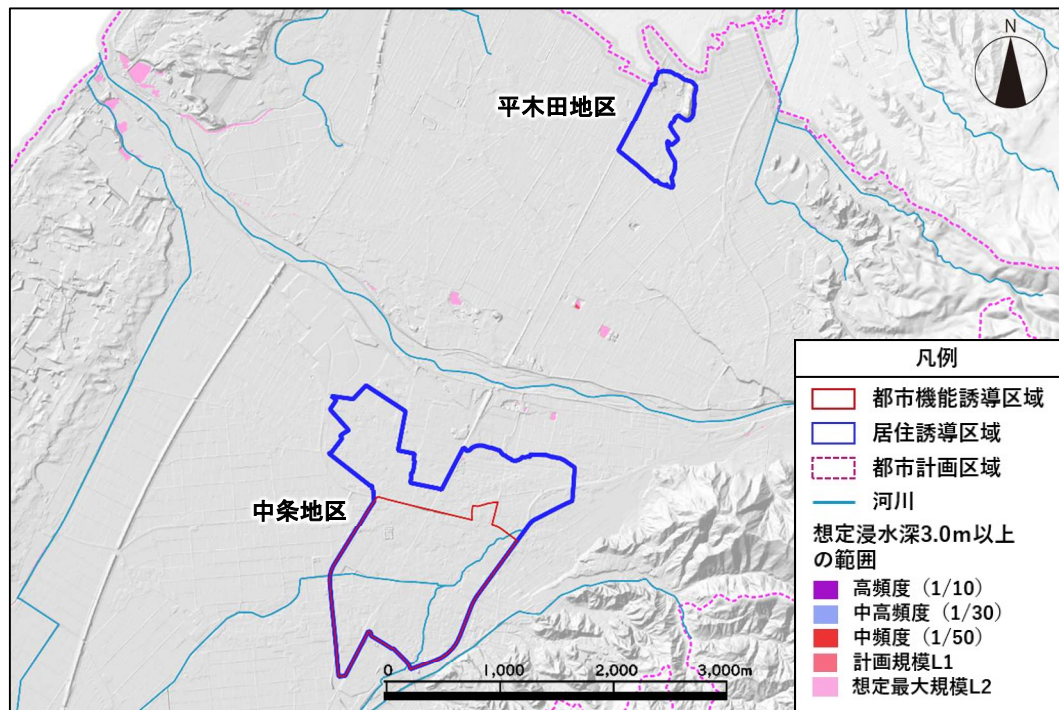 N
平木田地区
中条地区
凡例
都市機能誘導区域
居住誘導区域
都市計画区域
河川
想定浸水深3.0m以上
の範囲
高頻度（1/10）
中高頻度（1/30）
中頻度（1/50）
計画規模L1
想定最大規模L2
0 1,000 2,000 3,000m